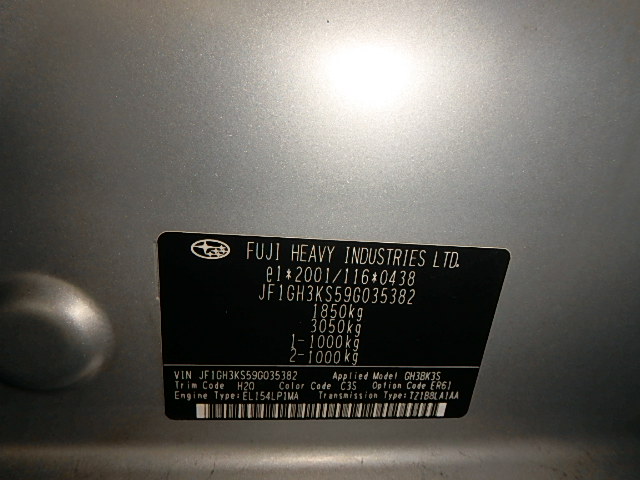 FUJI HEAVY INDUSTRIES LTD.
e1*2001/116*0438
JF1GH3KS59G035382
1850kg
3050kg
1-1000kg
2-1000kg
VIN JF1GH3KS59G035382 Applied Model GH3BK3S
Trim Code H20 Color Code C3S Option Code ER61
Engine Type: EL154LP1MA Transmission Type: TZ1B8LA1AA